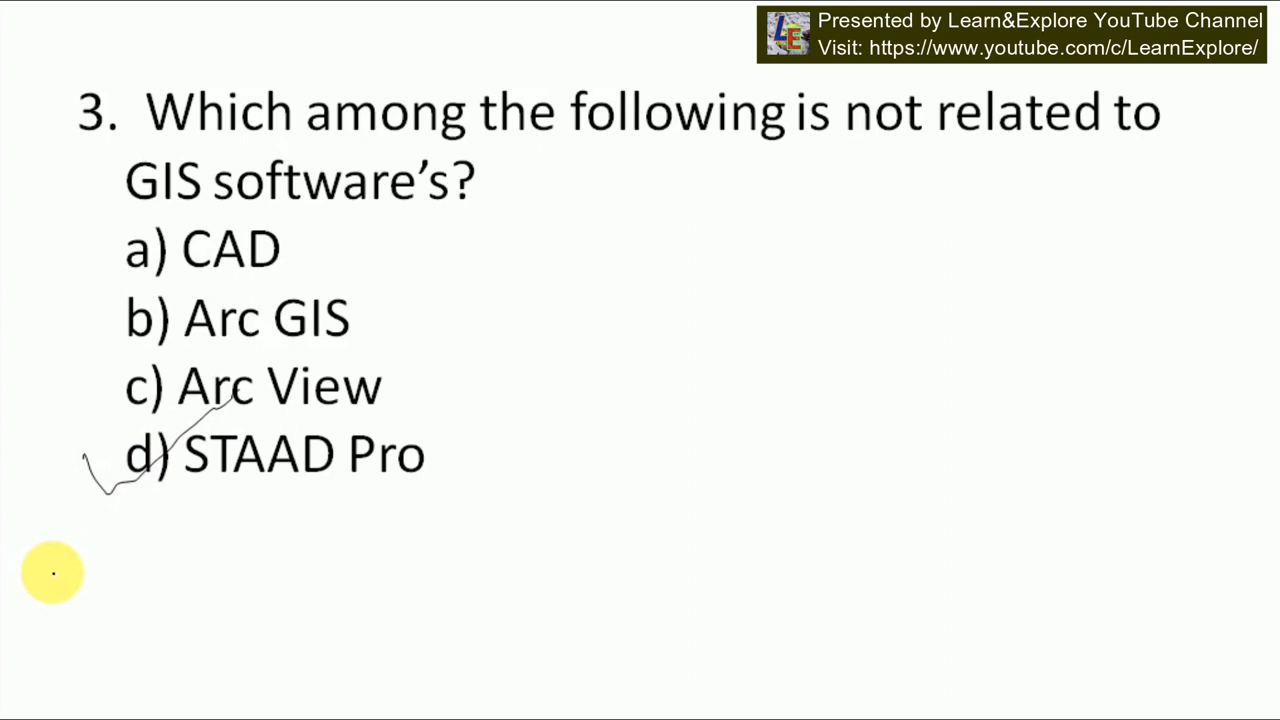 Presented by Learn&Explore YouTube Channel
Visit: https://www.youtube.com/c/LearnExplore/
LE
3. Which among the following is not related to
GIS software’s?
a) CAD
b) Arc GIS
c) Arc View
d) STAAD Pro